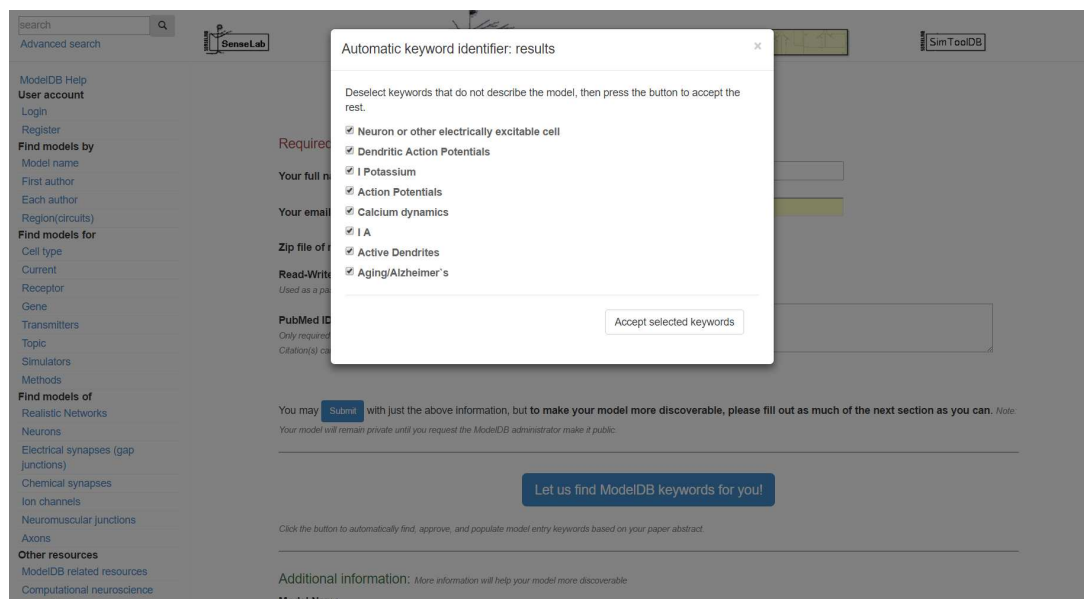 search
Advanced search
SenseLab
SimToolDB
ModelDB Help
User account
Login
Register
Find models by
Model name
First author
Each author
Region(circuits)
Find models for
Cell type
Current
Receptor
Gene
Transmitters
Topic
Simulators
Methods
Find models of
Realistic Networks
Neurons
Electrical synapses (gap
junctions)
Chemical synapses
Ion channels
Neuromuscular junctions
Axons
Other resources
ModelDB related resources
Computational neuroscience
Automatic keyword identifier: results
×
Deselect keywords that do not describe the model, then press the button to accept the
rest.
Neuron or other electrically excitable cell
Dendritic Action Potentials
I Potassium
Action Potentials
Calcium dynamics
I A
Active Dendrites
Aging/Alzheimer`s
Accept selected keywords
Required
Your full
Your email
Zip file of
Read-Write
Used as a
PubMed ID
Only required
Citation(s)
You may Submit with just the above information, but to make your model more discoverable, please fill out as much of the next section as you can. Note:
Your model will remain private until you request the ModelDB administrator make it public.
Let us find ModelDB keywords for you!
Click the button to automatically find, approve, and populate model entry keywords based on your paper abstract.
Additional information: More information will help your model more discoverable